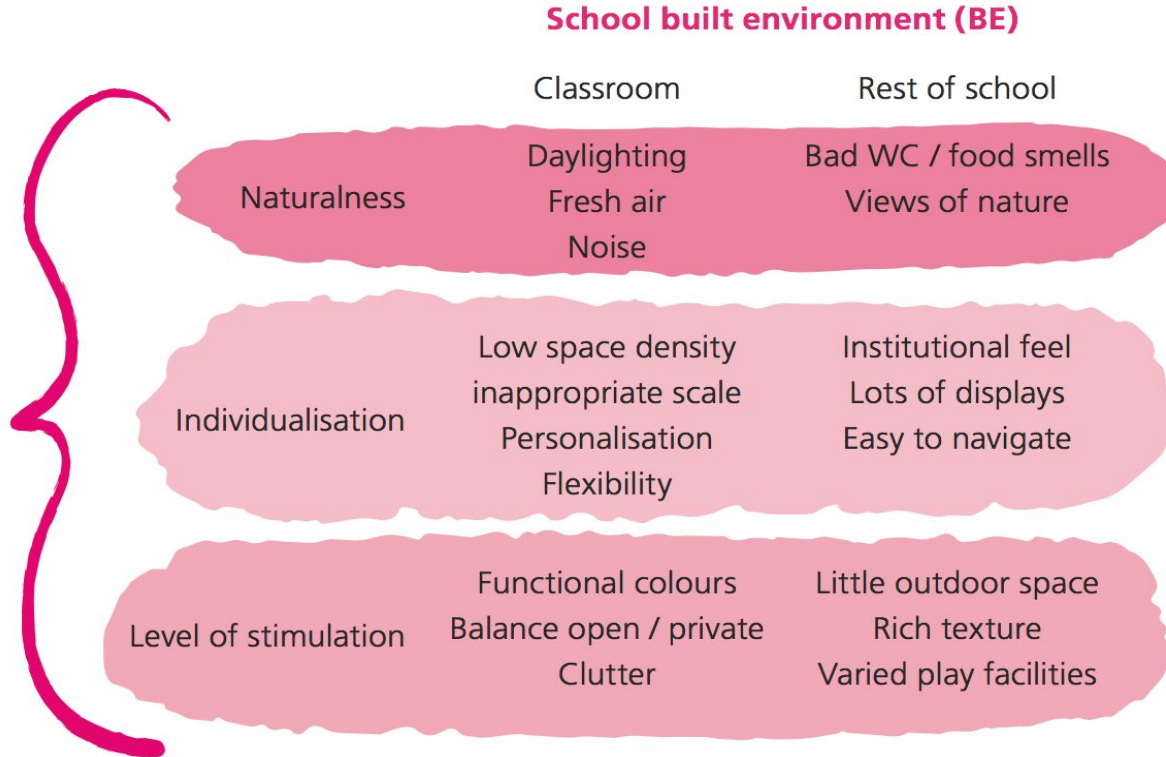 School built environment (BE)
Classroom
Rest of school
Naturalness
Daylighting
Fresh air
Noise
Bad WC / food smells
Views of nature
Individualisation
Low space density
inappropriate scale
Personalisation
Flexibility
Institutional feel
Lots of displays
Easy to navigate
Level of stimulation
Functional colours
Balance open / private
Clutter
Little outdoor space
Rich texture
Varied play facilities